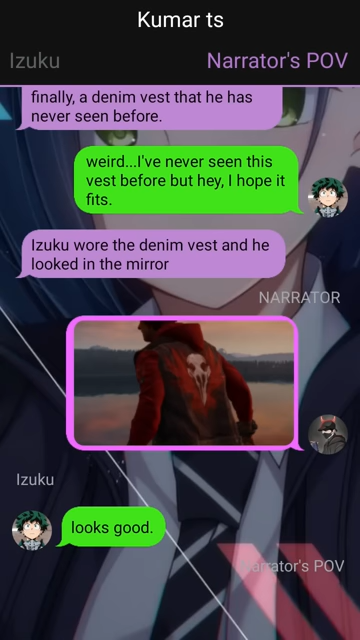 Kumar ts
Izuku
Narrator's POV
finally, a denim vest that he has
never seen before.
weird...I've never seen this
vest before but hey, I hope it
fits.
Izuku wore the denim vest and he
looked in the mirror
NARRATOR
Izuku
looks good.
Narrator's POV